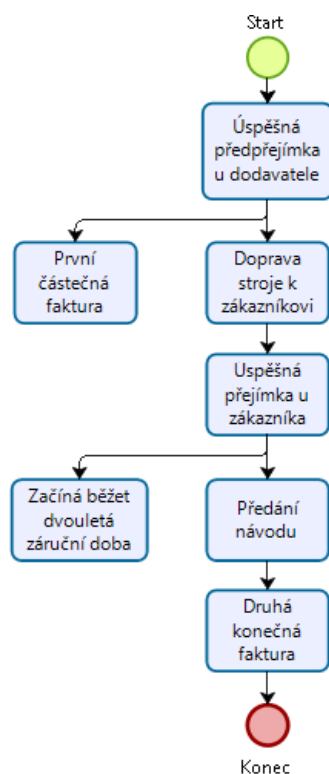 Start
Úspěšná
předpřejímka
u dodavatele
První
částečná
faktura
Doprava
stroje k
zákazníkovi
Uspěšná
přejímka u
zákazníka
Začíná běžet
dvouletá
záruční doba
Předání
návodu
Druhá
konečná
faktura
Konec